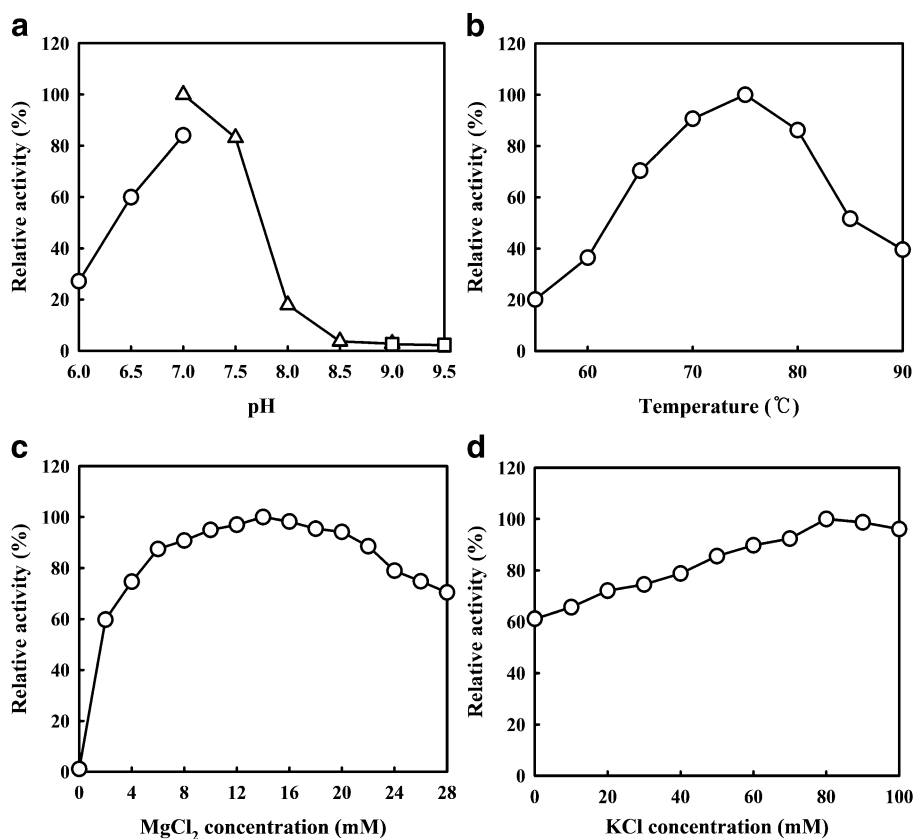 a
120
100
80
60
40
20
0
Relative activity (%)
6.0 6.5 7.0 7.5 8.0 8.5 9.0 9.5
pH
b
120
100
80
60
40
20
0
Relative activity (%)
60 70 80 90
Temperature (℃)
c
120
100
80
60
40
20
0
Relative activity (%)
0 4 8 12 16 20 24 28
MgCl₂ concentration (mM)
d
120
100
80
60
40
20
0
Relative activity (%)
0 20 40 60 80 100
KCl concentration (mM)